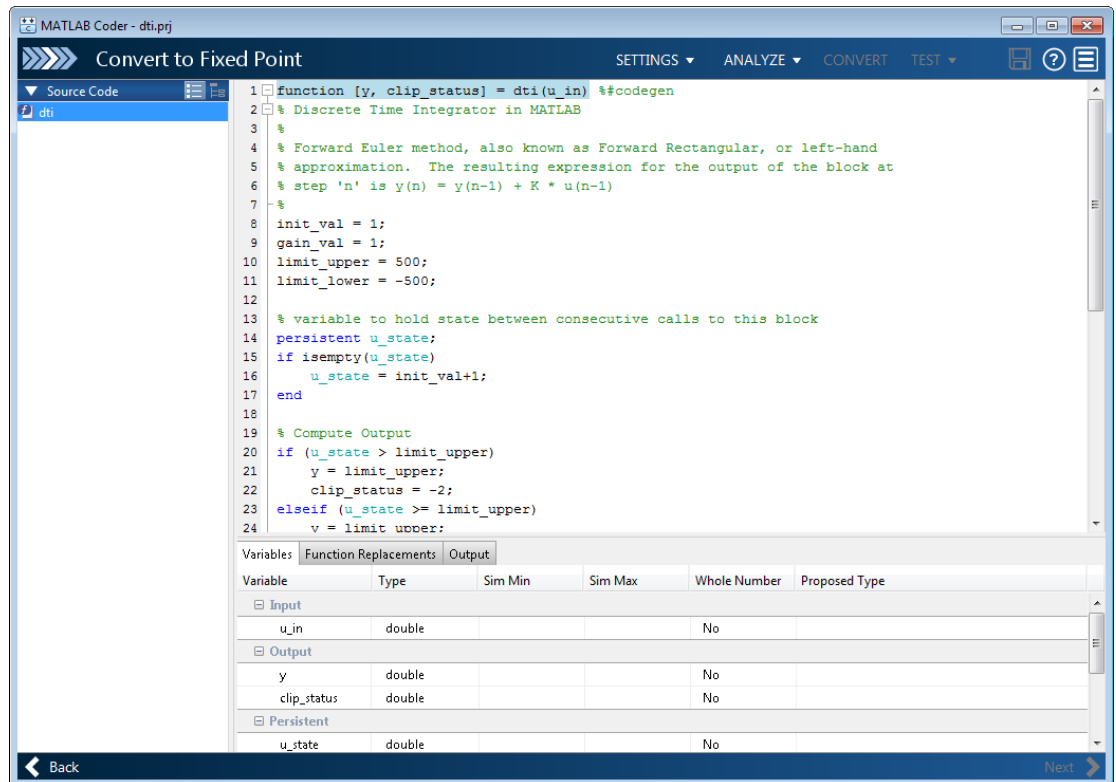 MATLAB Coder - dti.prj
Convert to Fixed Point
SETTINGS ANALYZE CONVERT TEST
Source Code
dti
1 function [y, clip_status] = dti(u_in) %#codegen
2 % Discrete Time Integrator in MATLAB
3 %
4 % Forward Euler method, also known as Forward Rectangular, or left-hand
5 % approximation.  The resulting expression for the output of the block at
6 % step 'n' is y(n) = y(n-1) + K * u(n-1)
7 %
8 init_val = 1;
9 gain_val = 1;
10 limit_upper = 500;
11 limit_lower = -500;
12
13 % variable to hold state between consecutive calls to this block
14 persistent u_state;
15 if isempty(u_state)
16     u_state = init_val+1;
17 end
18
19 % Compute Output
20 if (u_state > limit_upper)
21     y = limit_upper;
22     clip_status = -2;
23 elseif (u_state >= limit_upper)
24     y = limit_upper;
Variables Function Replacements Output
Variable Type Sim Min Sim Max Whole Number Proposed Type
Input
u_in double No
Output
y double No
clip_status double No
Persistent
u_state double No
Back Next